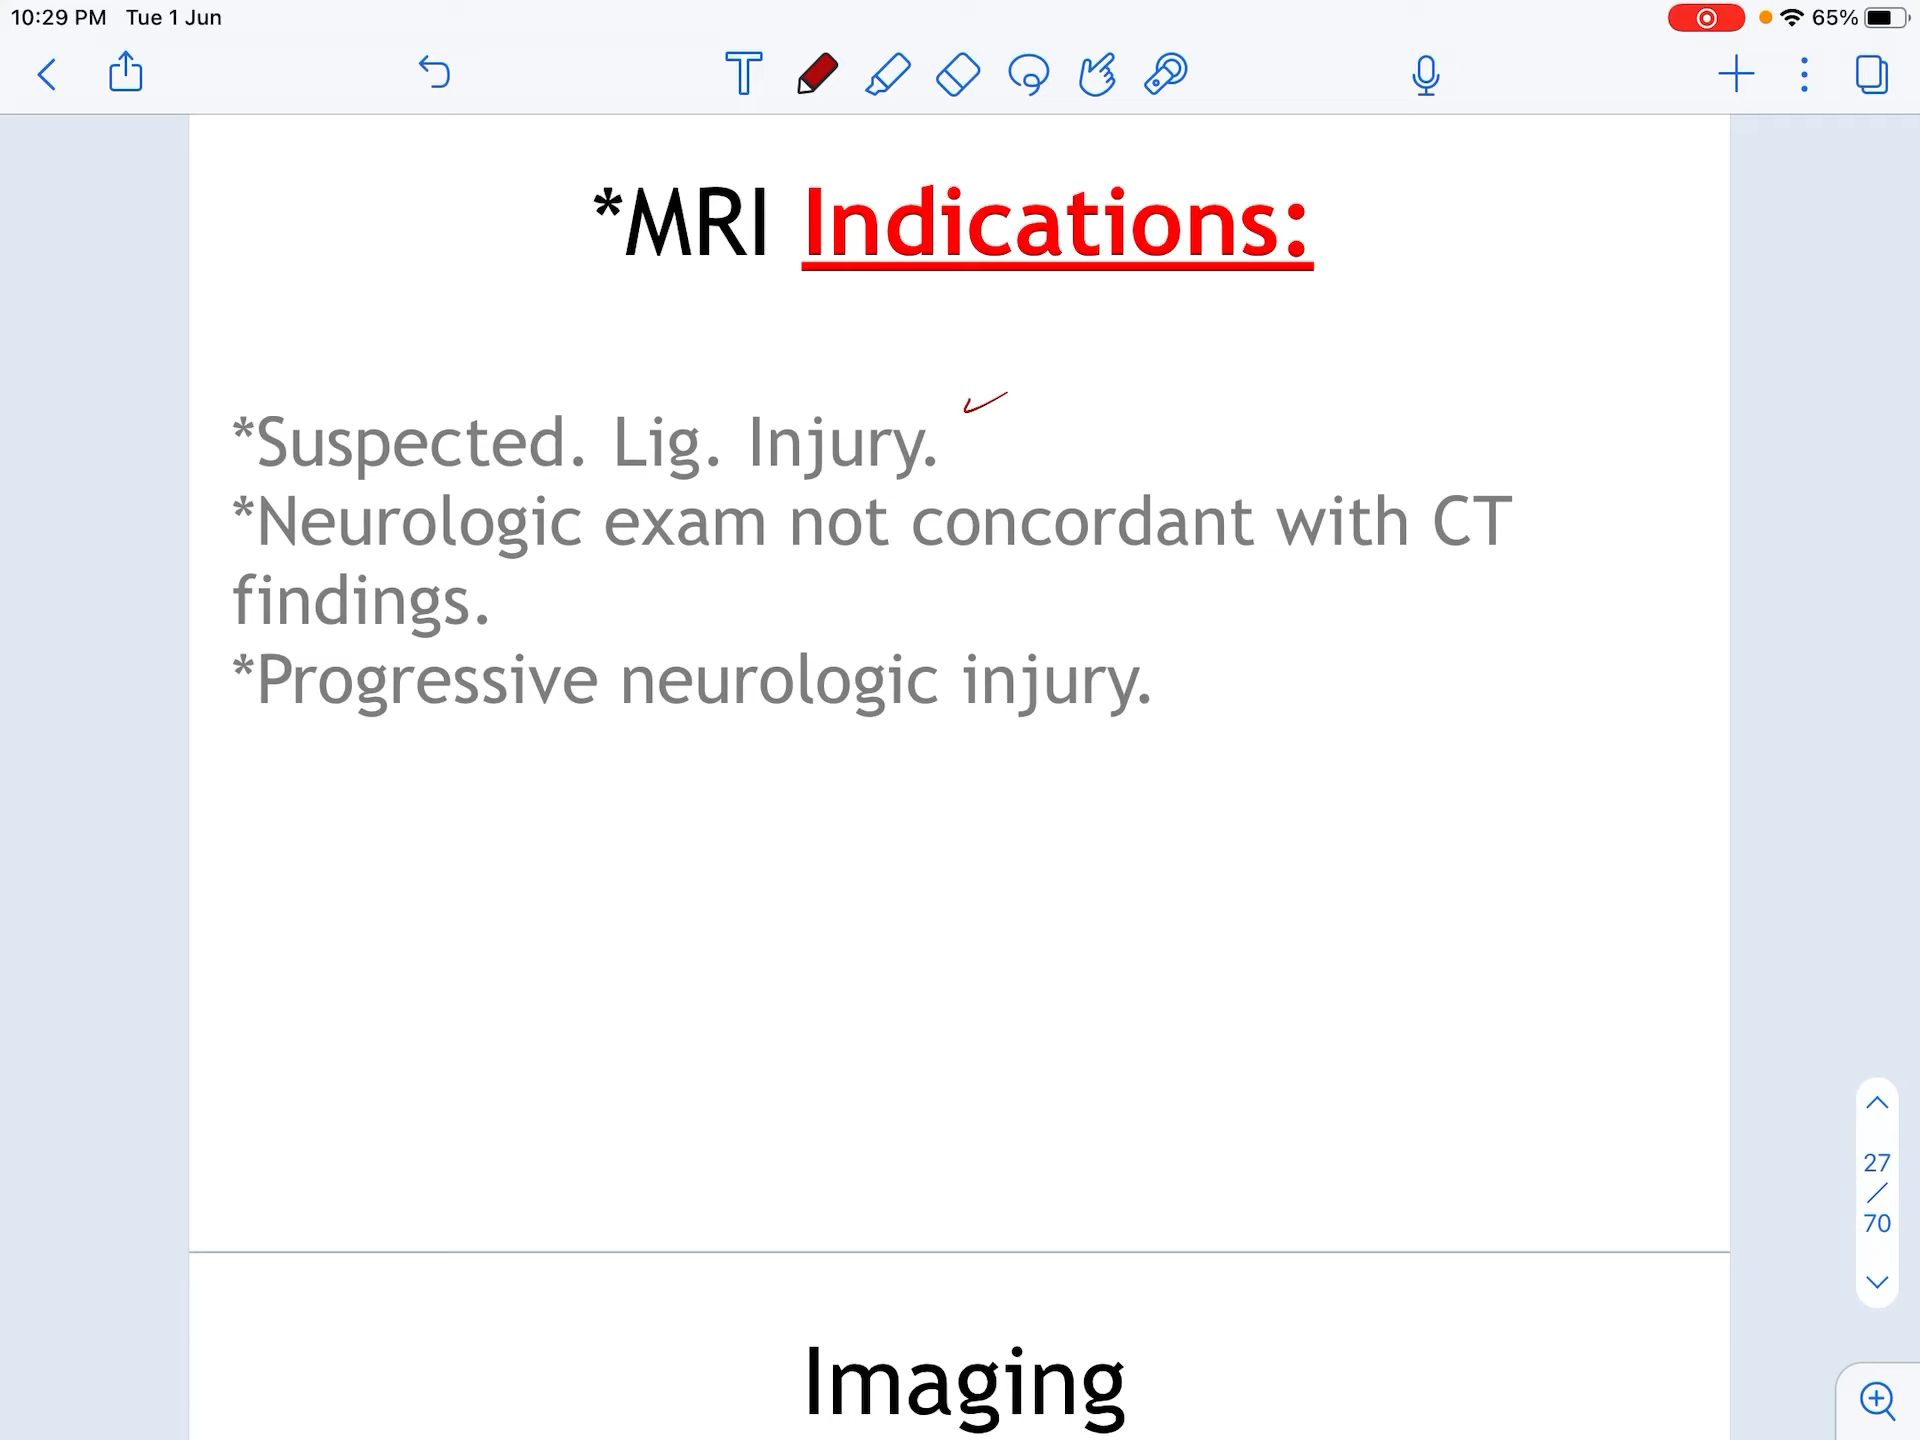 10:29 PM Tue 1 Jun
65%
T
*MRI Indications:
*Suspected. Lig. Injury.
*Neurologic exam not concordant with CT
findings.
*Progressive neurologic injury.
27
/
70
Imaging